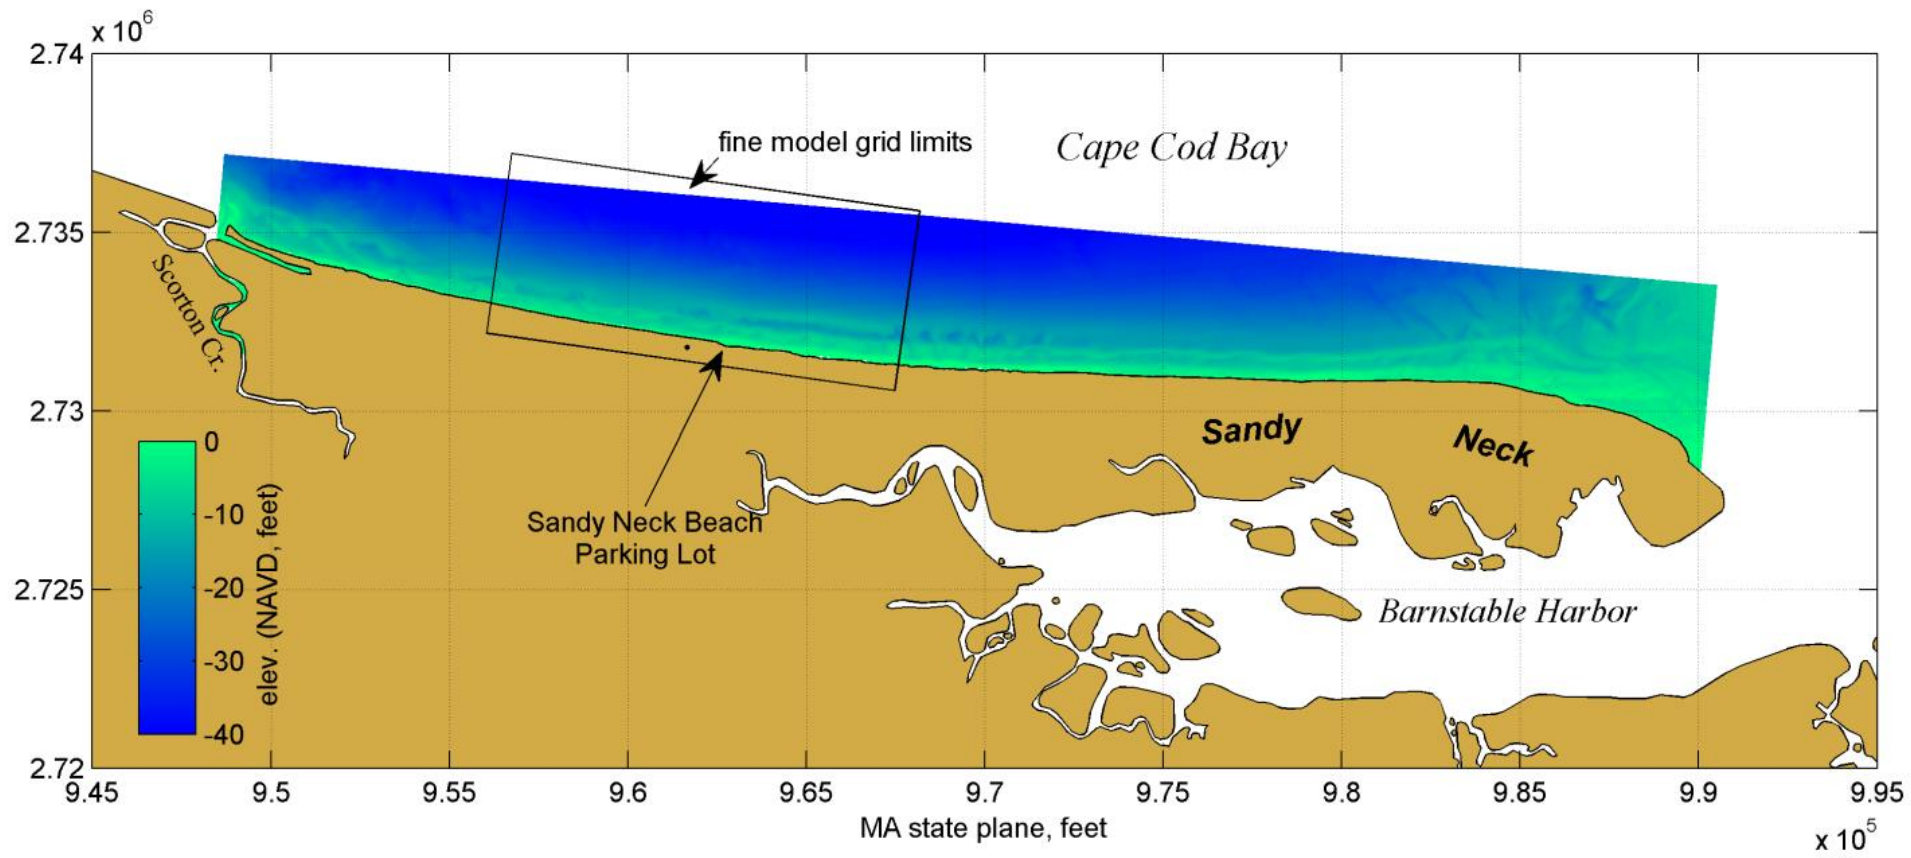 x 10^6
2.74
2.735
2.73
2.725
2.72
fine model grid limits
Cape Cod Bay
Scorton Cr.
Sandy Neck
Sandy Neck Beach
Parking Lot
Barnstable Harbor
0
-10
-20
-30
-40
elev. (NAVD, feet)
9.45 9.5 9.55 9.6 9.65 9.7 9.75 9.8 9.85 9.9 9.95
MA state plane, feet
x 10^5